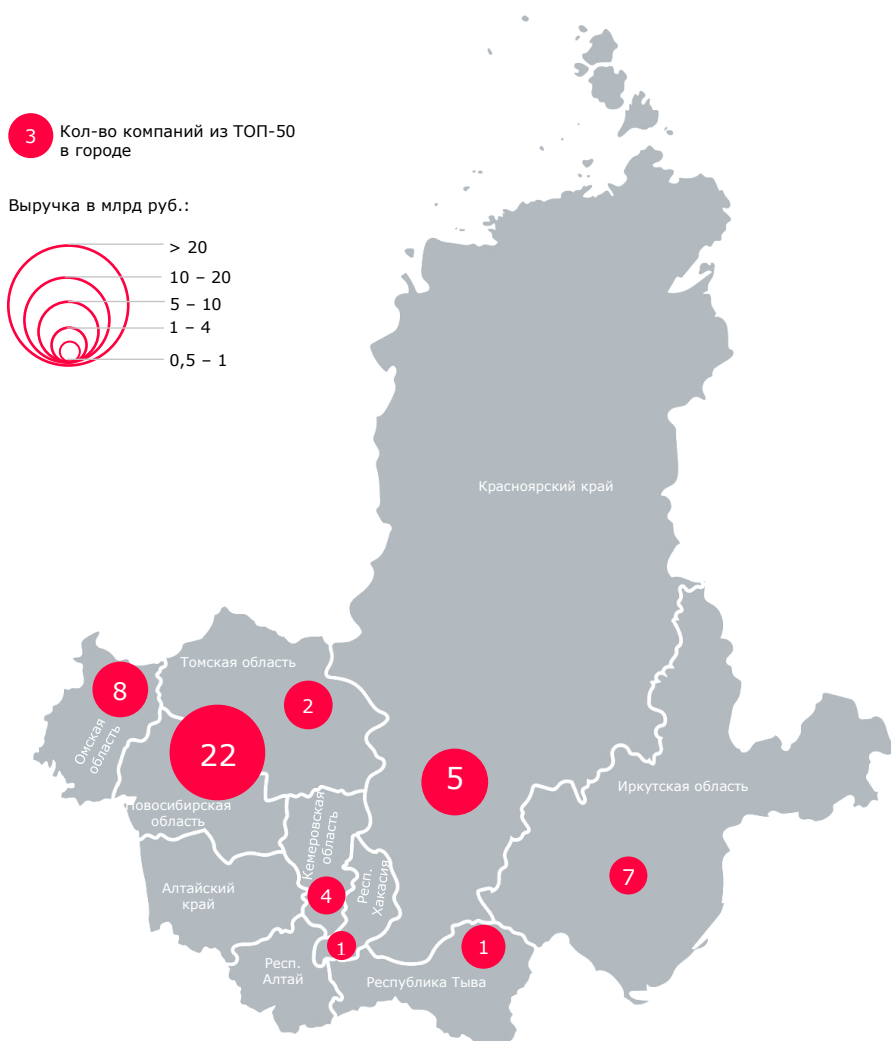 3
Кол-во компаний из ТОП-50
в городе
Выручка в млрд руб.:
> 20
10 – 20
5 – 10
1 – 4
0,5 – 1
Красноярский край
Томская область
8
2
Омская
область
22
5
Иркутская область
Новосибирская
область
Кемеровская
область
7
Алтайский
край
4
Респ.
Хакасия
1
1
Респ.
Алтай
Республика Тыва